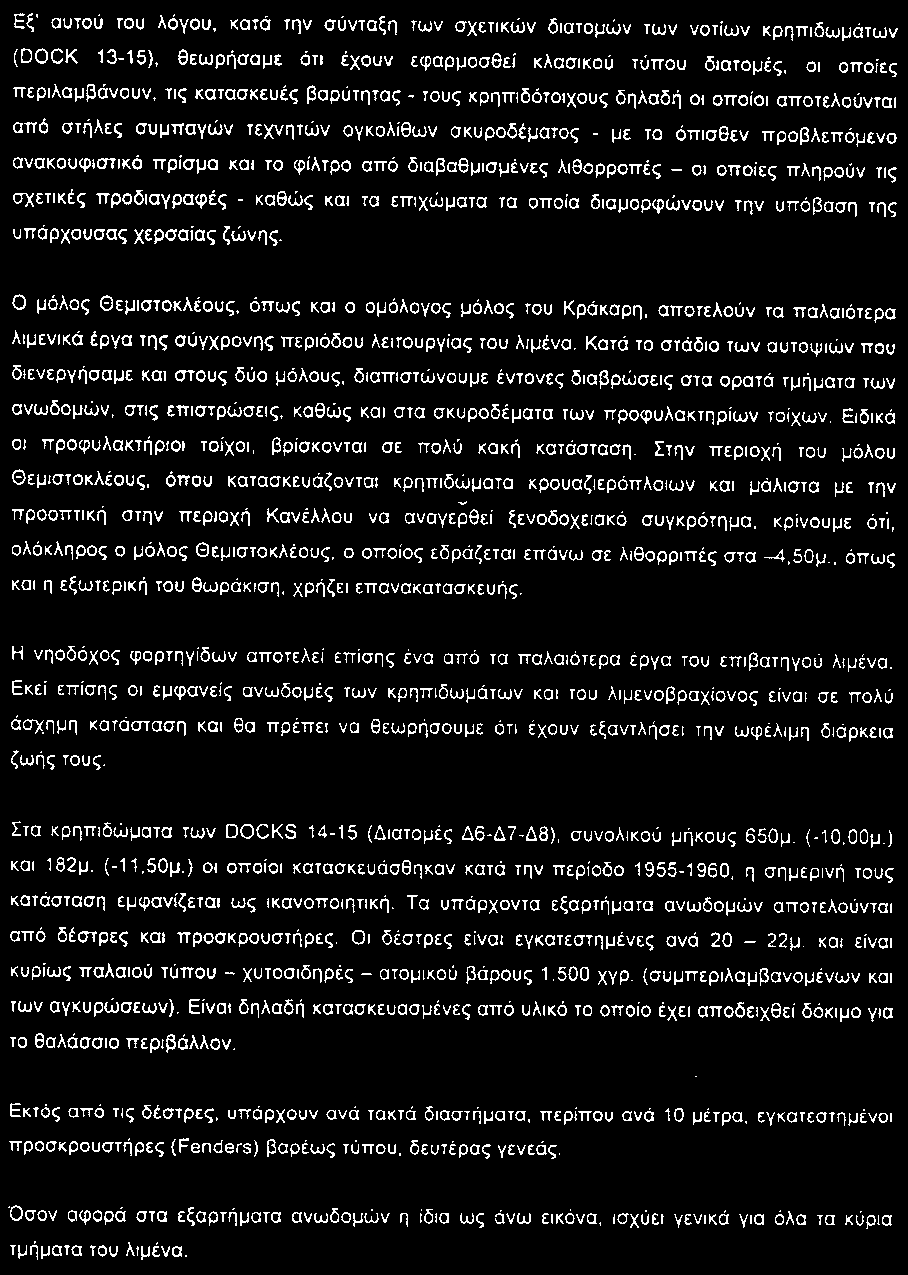 Εξ' αυτού του λόγου, κατά την σύνταξη των σχετικών διατομών των νοτίων κρηπιδωμάτων
(DOCK 13-15), θεωρήσαμε ότι έχουν εφαρμοσθεί κλασικού τύπου διατομές, οι οποίες
περιλαμβάνουν, τις κατασκευές βαρύτητας - τους κρηπιδότοιχους δηλαδή οι οποίοι αποτελούνται
από στήλες συμπαγών τεχνητών ογκολίθων σκυροδέματος - με το όπισθεν προβλεπόμενο
ανακουφιστικό πρίσμα και το φίλτρο από διαβαθμισμένες λιθορροπές – οι οποίες πληρούν τις
σχετικές προδιαγραφές - καθώς και τα επιχώματα τα οποία διαμορφώνουν την υπόβαση της
υπάρχουσας χερσαίας ζώνης.
Ο μόλος Θεμιστοκλέους, όπως και ο ομόλογος μόλος του Κράκαρη, αποτελούν τα παλαιότερα
λιμενικά έργα της σύγχρονης περιόδου λειτουργίας του λιμένα. Κατά το στάδιο των αυτοψιών που
διενεργήσαμε και στους δύο μόλους, διαπιστώνουμε έντονες διαβρώσεις στα ορατά τμήματα των
ανωδομών, στις επιστρώσεις, καθώς και στα σκυροδέματα των προφυλακτηρίων τοίχων. Ειδικά
οι προφυλακτήριοι τοίχοι, βρίσκονται σε πολύ κακή κατάσταση. Στην περιοχή του μόλου
Θεμιστοκλέους, όπου κατασκευάζονται κρηπιδώματα κρουαζιερόπλοιων και μάλιστα με την
προοπτική στην περιοχή Κανέλλου να αναγερθεί ξενοδοχειακό συγκρότημα, κρίνουμε ότι,
ολόκληρος ο μόλος Θεμιστοκλέους, ο οποίος εδράζεται επάνω σε λιθορριπές στα –4,50μ., όπως
και η εξωτερική του θωράκιση, χρήζει επανακατασκευής.
Η νηοδόχος φορτηγίδων αποτελεί επίσης ένα από τα παλαιότερα έργα του επιβατηγού λιμένα.
Εκεί επίσης οι εμφανείς ανωδομές των κρηπιδωμάτων και του λιμενοβραχίονος είναι σε πολύ
άσχημη κατάσταση και θα πρέπει να θεωρήσουμε ότι έχουν εξαντλήσει την ωφέλιμη διάρκεια
ζωής τους.
Στα κρηπιδώματα των DOCKS 14-15 (Διατομές Δ6-Δ7-Δ8), συνολικού μήκους 650μ. (-10,00μ.)
και 182μ. (-11,50μ.) οι οποίοι κατασκευάσθηκαν κατά την περίοδο 1955-1960, η σημερινή τους
κατάσταση εμφανίζεται ως ικανοποιητική. Τα υπάρχοντα εξαρτήματα ανωδομών αποτελούνται
από δέστρες και προσκρουστήρες. Οι δέστρες είναι εγκατεστημένες ανά 20 – 22μ. και είναι
κυρίως παλαιού τύπου – χυτοσιδηρές – ατομικού βάρους 1.500 χγρ. (συμπεριλαμβανομένων και
των αγκυρώσεων). Είναι δηλαδή κατασκευασμένες από υλικό το οποίο έχει αποδειχθεί δόκιμο για
το θαλάσσιο περιβάλλον.
Εκτός από τις δέστρες, υπάρχουν ανά τακτά διαστήματα, περίπου ανά 10 μέτρα, εγκατεστημένοι
προσκρουστήρες (Fenders) βαρέως τύπου, δευτέρας γενεάς.
Όσον αφορά στα εξαρτήματα ανωδομών η ίδια ως άνω εικόνα, ισχύει γενικά για όλα τα κύρια
τμήματα του λιμένα.